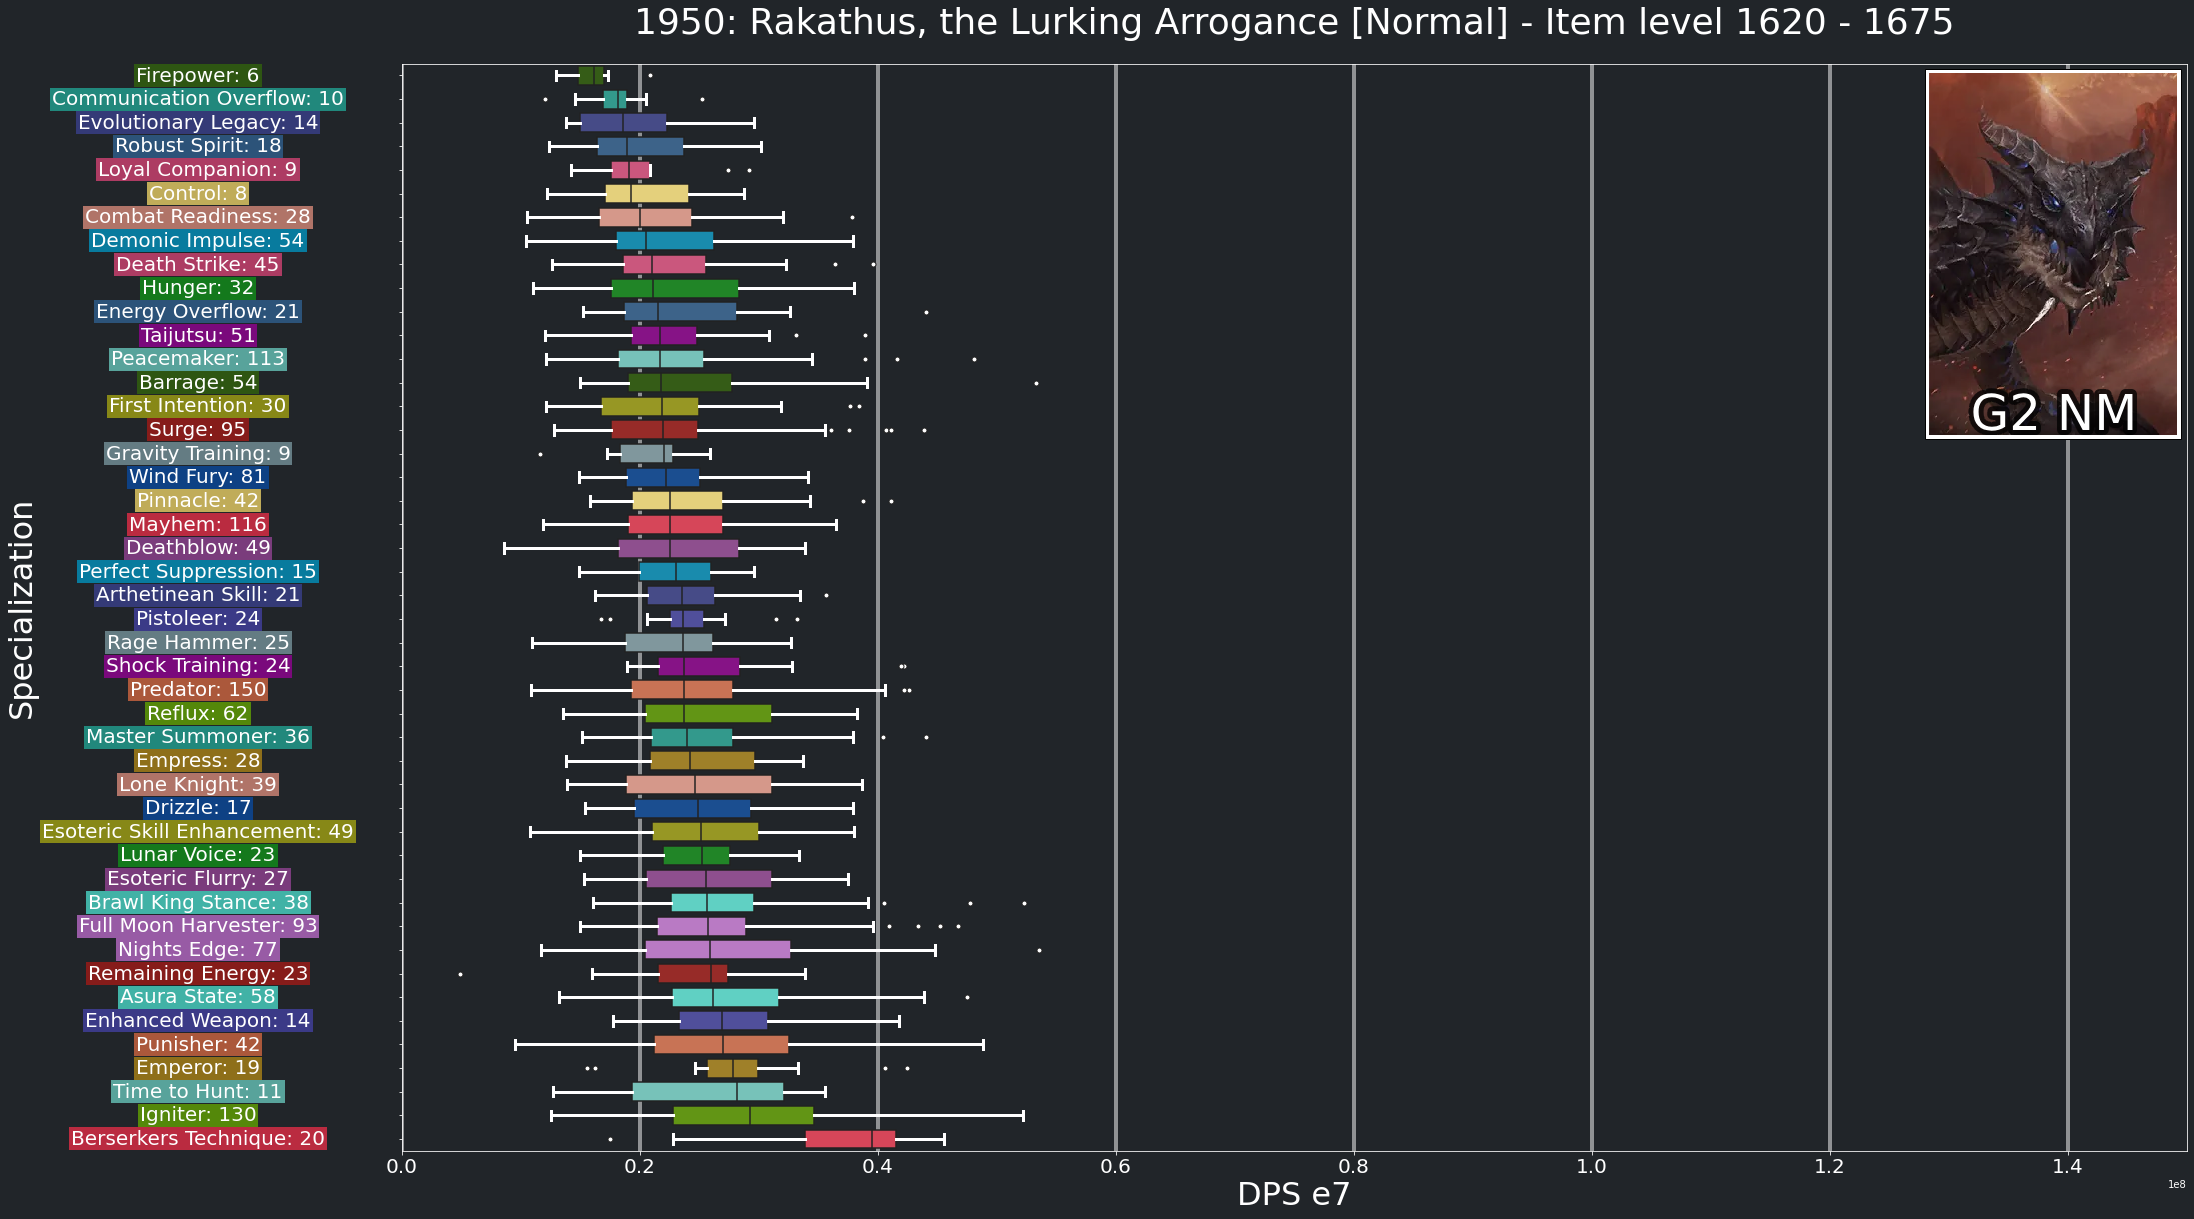 1950: Rakathus, the Lurking Arrogance [Normal] - Item level 1620 - 1675
Firepower: 6
Communication Overflow: 10
Evolutionary Legacy: 14
Robust Spirit: 18
Loyal Companion: 9
Control: 8
Combat Readiness: 28
Demonic Impulse: 54
Death Strike: 45
Hunger: 32
Energy Overflow: 21
Taijutsu: 51
Peacemaker: 113
Barrage: 54
First Intention: 30
Surge: 95
Gravity Training: 9
Wind Fury: 81
Pinnacle: 42
Mayhem: 116
Deathblow: 49
Perfect Suppression: 15
Arthetinean Skill: 21
Pistoleer: 24
Rage Hammer: 25
Shock Training: 24
Predator: 150
Reflux: 62
Master Summoner: 36
Empress: 28
Lone Knight: 39
Drizzle: 17
Esoteric Skill Enhancement: 49
Lunar Voice: 23
Esoteric Flurry: 27
Brawl King Stance: 38
Full Moon Harvester: 93
Nights Edge: 77
Remaining Energy: 23
Asura State: 58
Enhanced Weapon: 14
Punisher: 42
Emperor: 19
Time to Hunt: 11
Igniter: 130
Berserkers Technique: 20
Specialization
G2 NM
0.0 0.2 0.4 0.6 0.8 1.0 1.2 1.4
1e8
DPS e7